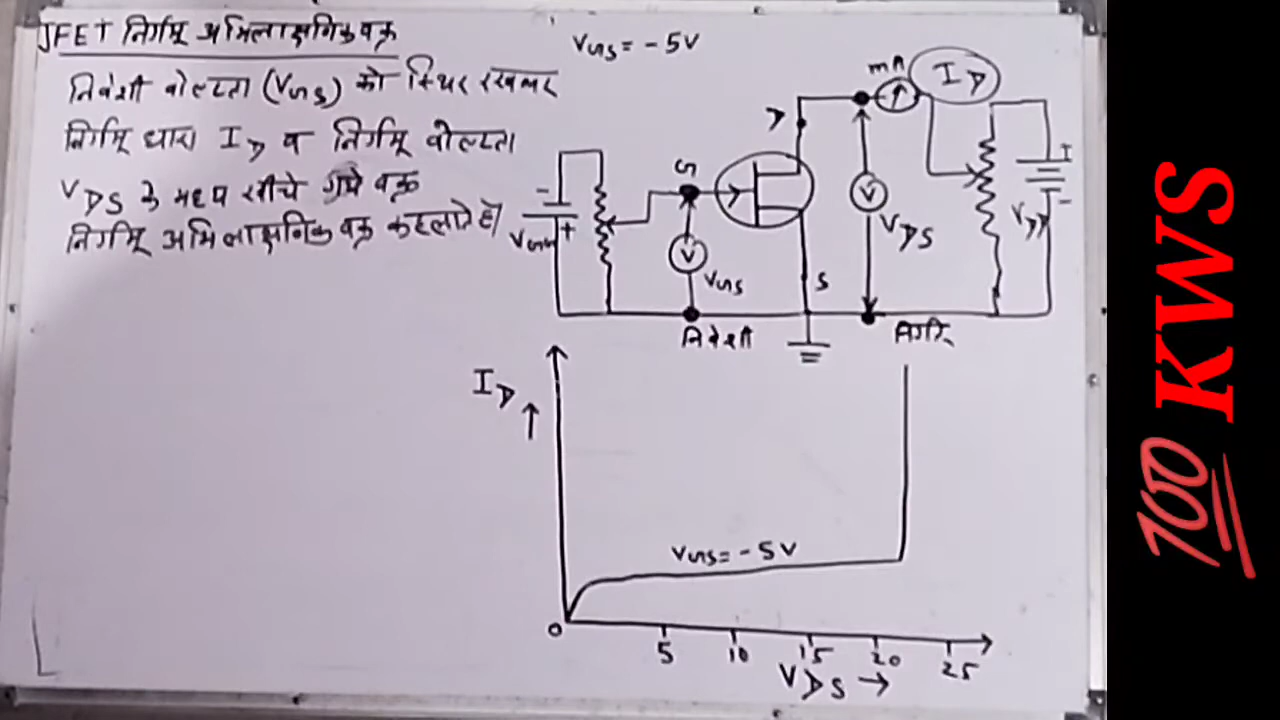 JFET निर्गम अभिलाक्षणिक वक्र
निवेशी वोल्टता (VGS) को स्थिर रखकर
निर्गम धारा ID व निर्गम वोल्टता
VDS के मध्य खींचे गये वक्र
निर्गम अभिलाक्षणिक वक्र कहलाते है।
VGS = -5V
mA
ID
D
G
-
+
VGG
V
VGS
S
V
VDS
+
-
VDD
निवेशी
निर्गम
ID
VGS = -5V
0
5
10
15
20
25
VDS →
KWS
100